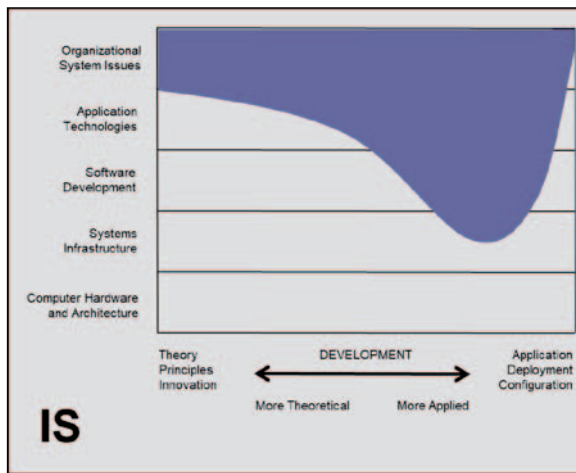 Organizational
System Issues
Application
Technologies
Software
Development
Systems
Infrastructure
Computer Hardware
and Architecture
Theory
Principles
Innovation
DEVELOPMENT
Application
Deployment
Configuration
More Theoretical
More Applied
IS